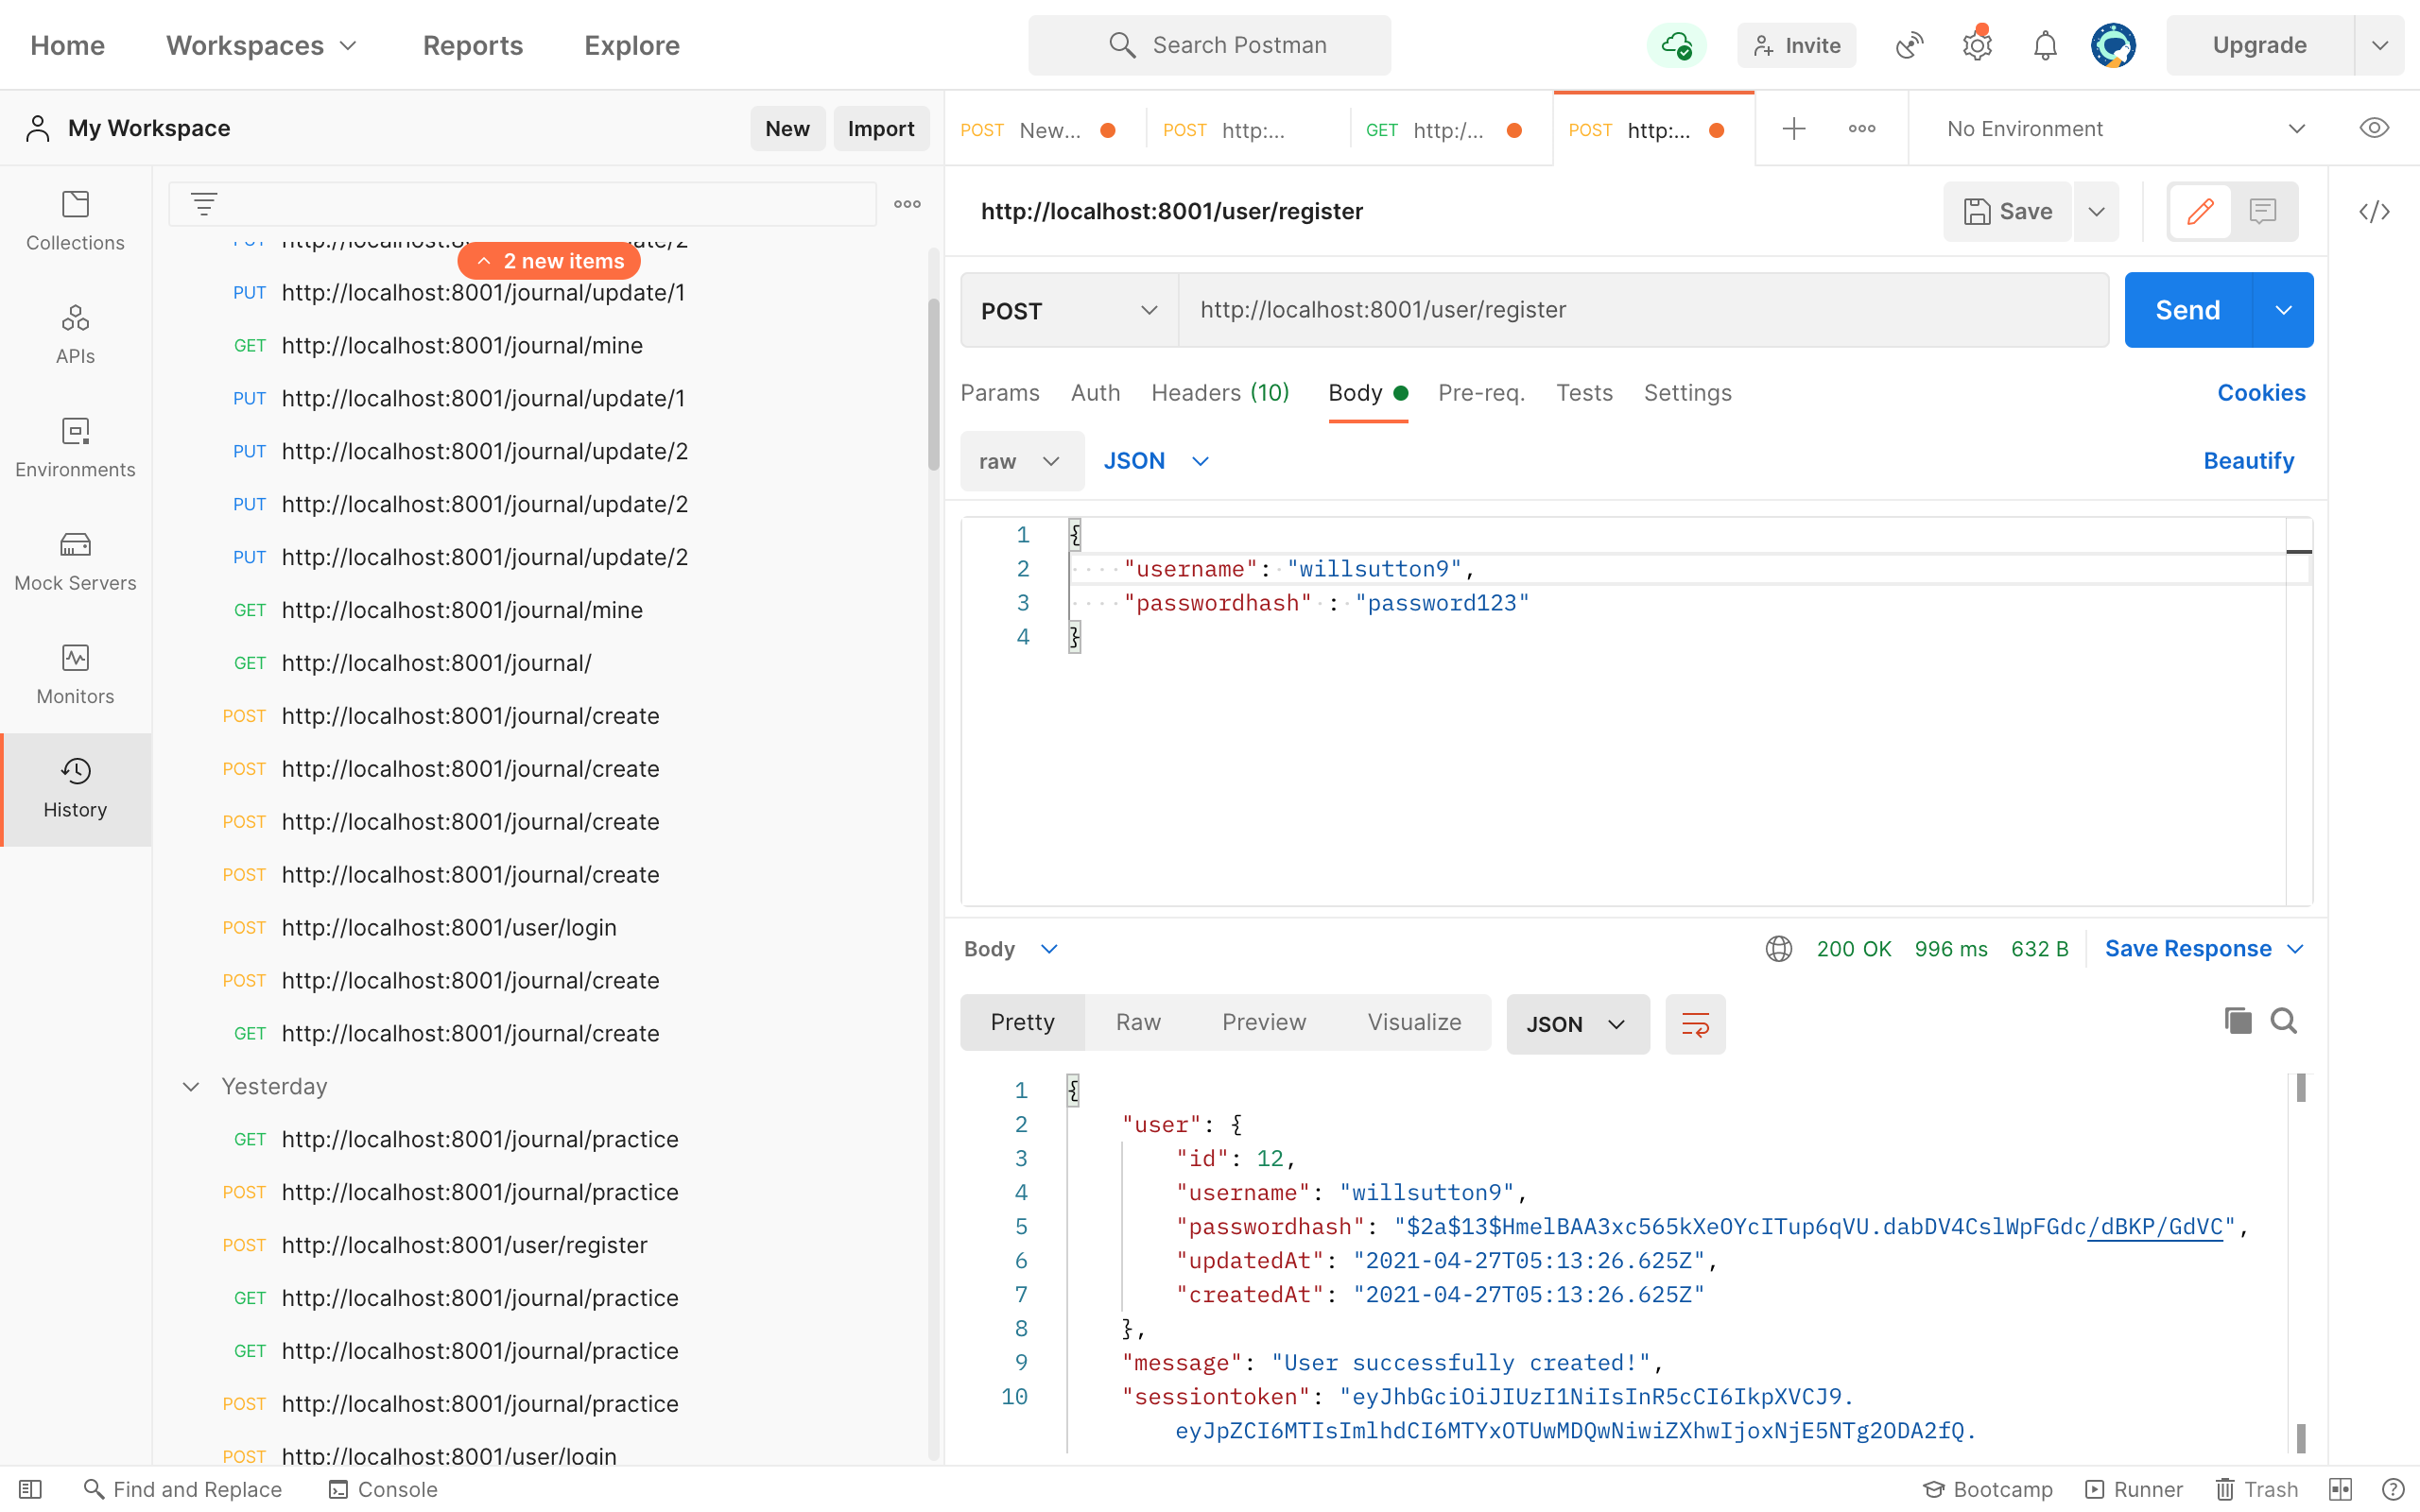 Home Workspaces Reports Explore Search Postman Invite Upgrade
My Workspace New Import
POST New... POST http:... GET http:/... POST http:... No Environment
Collections
APIs
Environments
Mock Servers
Monitors
History
2 new items
PUT http://localhost:8001/journal/update/2
PUT http://localhost:8001/journal/update/1
GET http://localhost:8001/journal/mine
PUT http://localhost:8001/journal/update/1
PUT http://localhost:8001/journal/update/2
PUT http://localhost:8001/journal/update/2
PUT http://localhost:8001/journal/update/2
GET http://localhost:8001/journal/mine
GET http://localhost:8001/journal/
POST http://localhost:8001/journal/create
POST http://localhost:8001/journal/create
POST http://localhost:8001/journal/create
POST http://localhost:8001/journal/create
POST http://localhost:8001/user/login
POST http://localhost:8001/journal/create
GET http://localhost:8001/journal/create
Yesterday
GET http://localhost:8001/journal/practice
POST http://localhost:8001/journal/practice
POST http://localhost:8001/user/register
GET http://localhost:8001/journal/practice
GET http://localhost:8001/journal/practice
POST http://localhost:8001/journal/practice
POST http://localhost:8001/user/login
http://localhost:8001/user/register Save
POST http://localhost:8001/user/register Send
Params Auth Headers (10) Body Pre-req. Tests Settings Cookies
raw JSON Beautify
1 {
2 "username": "willsutton9",
3 "passwordhash" : "password123"
4 }
Body 200 OK 996 ms 632 B Save Response
Pretty Raw Preview Visualize JSON
1 {
2 "user": {
3 "id": 12,
4 "username": "willsutton9",
5 "passwordhash": "$2a$13$HmelBAA3xc565kXeOYcITup6qVU.dabDV4CslWpFGdc/dBKP/GdVC",
6 "updatedAt": "2021-04-27T05:13:26.625Z",
7 "createdAt": "2021-04-27T05:13:26.625Z"
8 },
9 "message": "User successfully created!",
10 "sessiontoken": "eyJhbGciOiJIUzI1NiIsInR5cCI6IkpXVCJ9.
eyJpZCI6MTIsImlhdCI6MTYxOTUwMDQwNiwiZXhwIjoxNjE5NTg2ODA2fQ.
Find and Replace Console Bootcamp Runner Trash